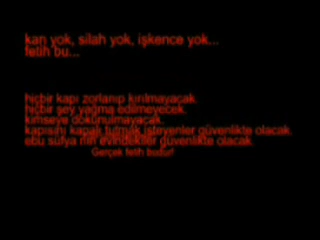 kan yok, silah yok, işkence yok...
fetih bu...
hiçbir kapı zorlanıp kırılmayacak.
hiçbir şey yağma edilmeyecek.
kimseye dokunulmayacak.
kapısını kapalı tutmak isteyenler güvenlikte olacak.
ebu süfya nın evindekiler güvenlikte olacak.
Gerçek fetih budur!